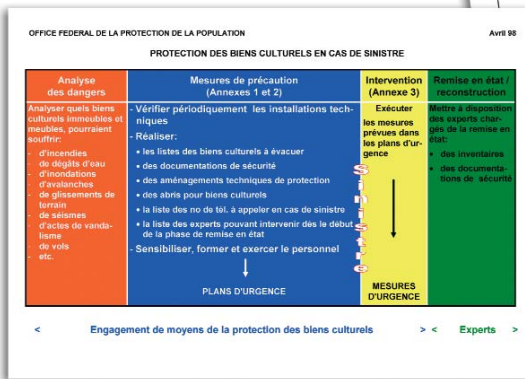 OFFICE FEDERAL DE LA PROTECTION DE LA POPULATION
Avril 98
PROTECTION DES BIENS CULTURELS EN CAS DE SINISTRE
Analyse
des dangers
Analyser quels biens
culturels immeubles et
meubles, pourraient
souffrir:
- d'incendies
- de dégâts d'eau
- d'inondations
- d'avalanches
- de glissements de
terrain
- de séismes
- d'actes de vanda-
lisme
- de vols
- etc.
Mesures de précaution
(Annexes 1 et 2)
- Vérifier périodiquement les installations tech-
niques
- Réaliser:
• les listes des biens culturels à évacuer
• des documentations de sécurité
• des aménagements techniques de protection
• des abris pour biens culturels
• la liste des no de tél. à appeler en cas de sinistre
• la liste des experts pouvant intervenir dès le début
de la phase de remise en état
- Sensibiliser, former et exercer le personnel
PLANS D'URGENCE
Sinistre
Intervention
(Annexe 3)
Exécuter
les mesures
prévues dans
les plans d'ur-
gence
MESURES
D'URGENCE
Remise en état /
reconstruction
Mettre à disposition
des experts char-
gés de la remise en
état:
• des inventaires
• des documenta-
tions de sécurité
< Engagement de moyens de la protection des biens culturels >
< Experts >